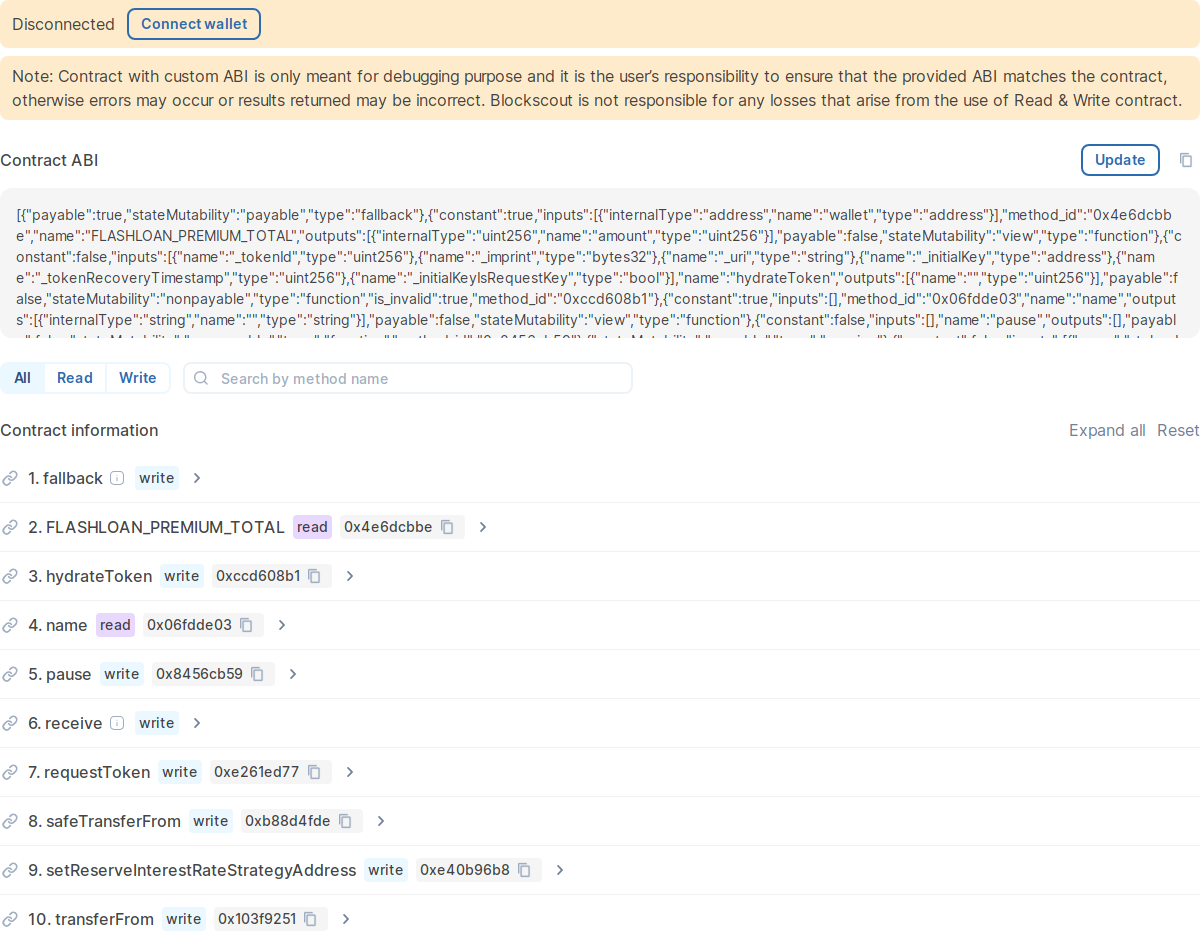 Disconnected Connect wallet
Note: Contract with custom ABI is only meant for debugging purpose and it is the user's responsibility to ensure that the provided ABI matches the contract,
otherwise errors may occur or results returned may be incorrect. Blockscout is not responsible for any losses that arise from the use of Read & Write contract.
Contract ABI Update
[{"payable":true,"stateMutability":"payable","type":"fallback"},{"constant":true,"inputs":[{"internalType":"address","name":"wallet","type":"address"}],"method_id":"0x4e6dcbb
e","name":"FLASHLOAN_PREMIUM_TOTAL","outputs":[{"internalType":"uint256","name":"amount","type":"uint256"}],"payable":false,"stateMutability":"view","type":"function"},{"c
onstant":false,"inputs":[{"name":"_tokenId","type":"uint256"},{"name":"_imprint","type":"bytes32"},{"name":"_uri","type":"string"},{"name":"_initialKey","type":"address"},{"nam
e":"_tokenRecoveryTimestamp","type":"uint256"},{"name":"_initialKeyIsRequestKey","type":"bool"}],"name":"hydrateToken","outputs":[{"name":"","type":"uint256"}],"payable":f
alse,"stateMutability":"nonpayable","type":"function","is_invalid":true,"method_id":"0xccd608b1"},{"constant":true,"inputs":[],"method_id":"0x06fdde03","name":"name","output
s":[{"internalType":"string","name":"","type":"string"}],"payable":false,"stateMutability":"view","type":"function"},{"constant":false,"inputs":[],"name":"pause","outputs":[],"payabl
All Read Write Search by method name
Contract information Expand all Reset
1. fallback write
2. FLASHLOAN_PREMIUM_TOTAL read 0x4e6dcbbe
3. hydrateToken write 0xccd608b1
4. name read 0x06fdde03
5. pause write 0x8456cb59
6. receive write
7. requestToken write 0xe261ed77
8. safeTransferFrom write 0xb88d4fde
9. setReserveInterestRateStrategyAddress write 0xe40b96b8
10. transferFrom write 0x103f9251